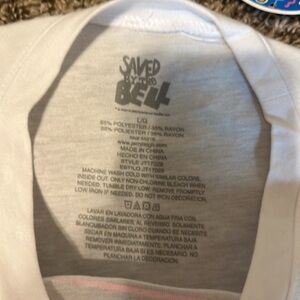 SAVED
BY THE
BELL
L/G
65% POLYESTER / 35% RAYON
65% POLYESTER / 35% RAYON
MADE IN CHINA
HECHO EN CHINA
STYLE JT17029
MACHINE WASH COLD WITH SIMILAR COLORS,
INSIDE OUT. ONLY NON-CHLORINE BLEACH WHEN
NEEDED. TUMBLE DRY LOW. REMOVE PROMPTLY
LOW IRON IF NEEDED. DO NOT IRON DECORATION.
LAVAR EN LAVADORA CON AGUA FRIA CON
COLORES SIMILARES, AL REVERSO. SOLAMENTE
BLANQUEADOR SIN CLORO CUANDO SE NECESITE
SECAR EN MAQUINA A TEMPERATURA BAJA
REMOVER INMEDIATAMENTE. PLANCHAR A
TEMPERATURA BAJA SI ES NECESARIO. NO
PLANCHAR LA DECORACION.